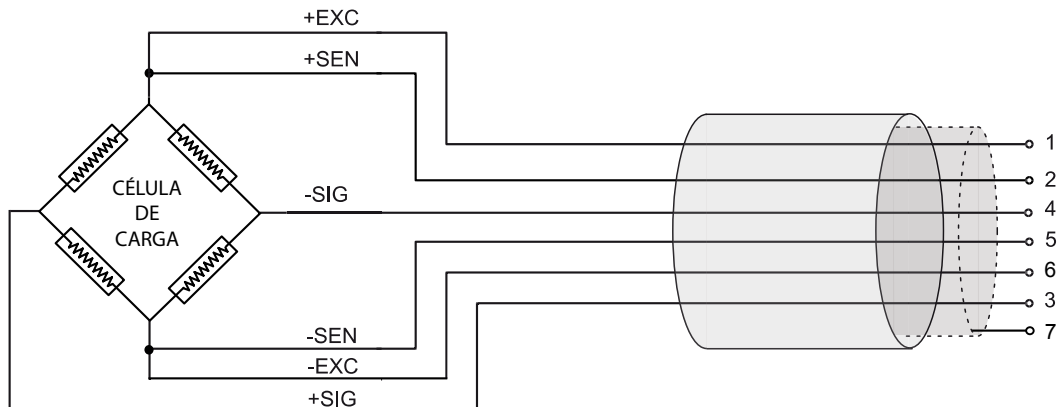 +EXC
+SEN
CÉLULA
DE
CARGA
-SIG
-SEN
-EXC
+SIG
1
2
4
5
6
3
7